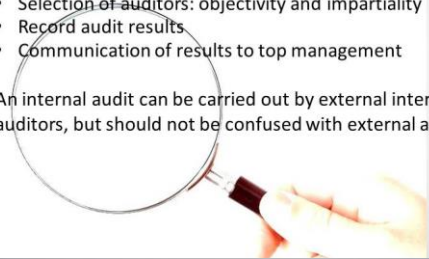 • Selection of auditors: objectivity and impartiality
• Record audit results
• Communication of results to top management
An internal audit can be carried out by external
auditors, but should not be confused with external